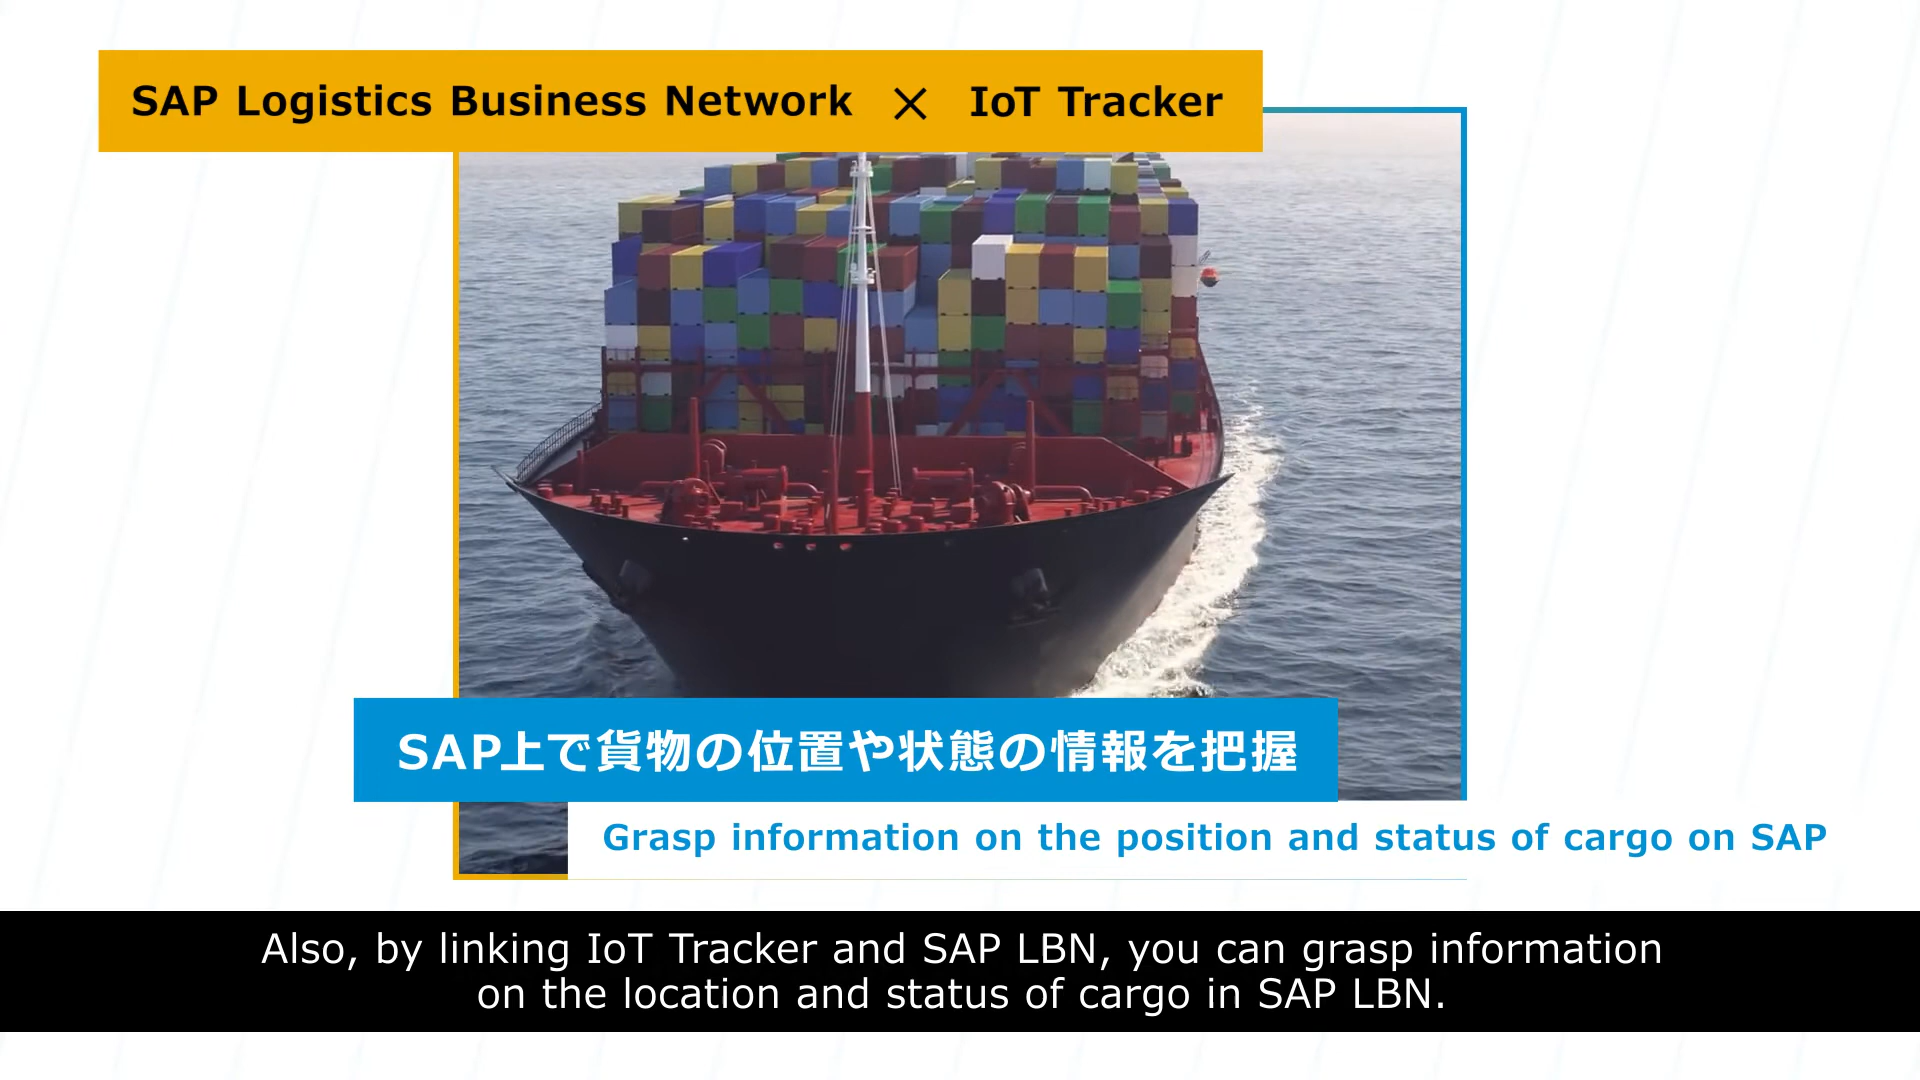 SAP Logistics Business Network × IoT Tracker
SAP上で貨物の位置や状態の情報を把握
Grasp information on the position and status of cargo on SAP
Also, by linking IoT Tracker and SAP LBN, you can grasp information
on the location and status of cargo in SAP LBN.